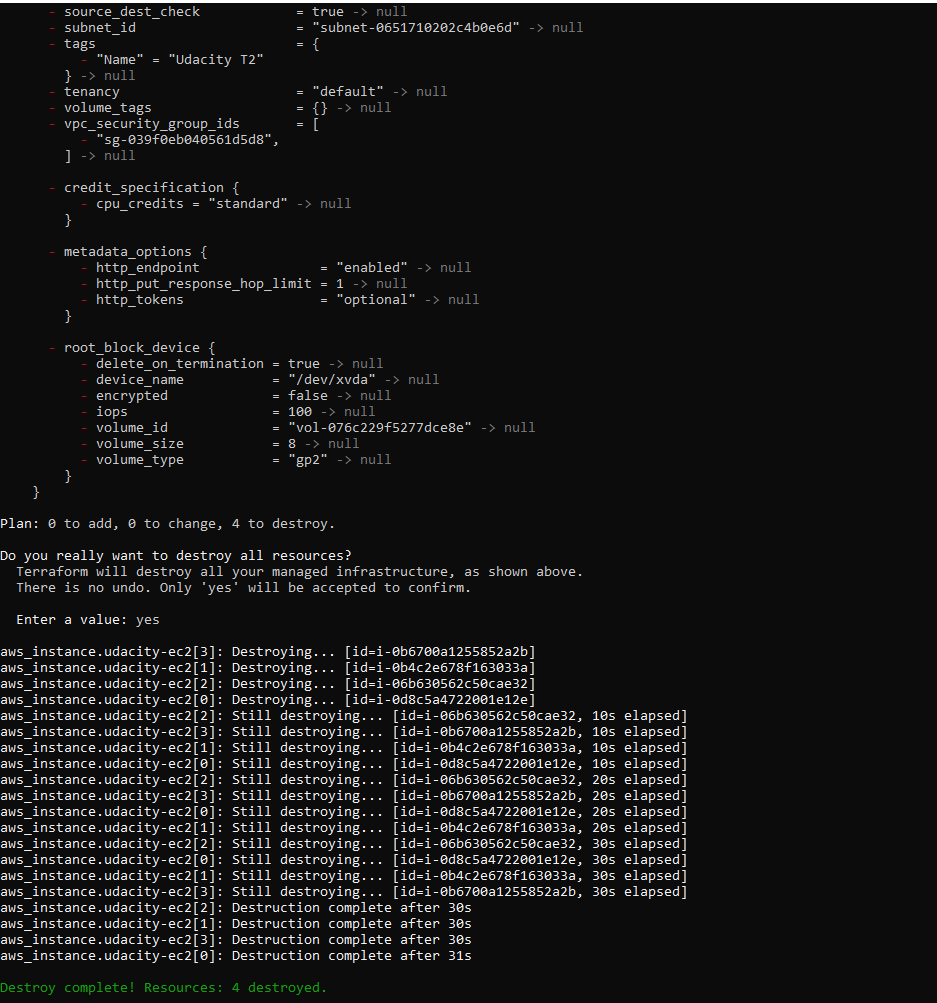 - source_dest_check            = true -> null
- subnet_id                    = "subnet-0651710202c4b0e6d" -> null
- tags                         = {
    - "Name" = "Udacity T2"
  } -> null
- tenancy                      = "default" -> null
- volume_tags                  = {} -> null
- vpc_security_group_ids       = [
    - "sg-039f0eb040561d5d8",
  ] -> null
- credit_specification {
    - cpu_credits = "standard" -> null
  }
- metadata_options {
    - http_endpoint               = "enabled" -> null
    - http_put_response_hop_limit = 1 -> null
    - http_tokens                 = "optional" -> null
  }
- root_block_device {
    - delete_on_termination = true -> null
    - device_name           = "/dev/xvda" -> null
    - encrypted             = false -> null
    - iops                  = 100 -> null
    - volume_id             = "vol-076c229f5277dce8e" -> null
    - volume_size           = 8 -> null
    - volume_type           = "gp2" -> null
  }
}
Plan: 0 to add, 0 to change, 4 to destroy.
Do you really want to destroy all resources?
  Terraform will destroy all your managed infrastructure, as shown above.
  There is no undo. Only 'yes' will be accepted to confirm.
  Enter a value: yes
aws_instance.udacity-ec2[3]: Destroying... [id=i-0b6700a1255852a2b]
aws_instance.udacity-ec2[1]: Destroying... [id=i-0b4c2e678f163033a]
aws_instance.udacity-ec2[2]: Destroying... [id=i-06b630562c50cae32]
aws_instance.udacity-ec2[0]: Destroying... [id=i-0d8c5a4722001e12e]
aws_instance.udacity-ec2[2]: Still destroying... [id=i-06b630562c50cae32, 10s elapsed]
aws_instance.udacity-ec2[3]: Still destroying... [id=i-0b6700a1255852a2b, 10s elapsed]
aws_instance.udacity-ec2[1]: Still destroying... [id=i-0b4c2e678f163033a, 10s elapsed]
aws_instance.udacity-ec2[0]: Still destroying... [id=i-0d8c5a4722001e12e, 10s elapsed]
aws_instance.udacity-ec2[2]: Still destroying... [id=i-06b630562c50cae32, 20s elapsed]
aws_instance.udacity-ec2[3]: Still destroying... [id=i-0b6700a1255852a2b, 20s elapsed]
aws_instance.udacity-ec2[0]: Still destroying... [id=i-0d8c5a4722001e12e, 20s elapsed]
aws_instance.udacity-ec2[1]: Still destroying... [id=i-0b4c2e678f163033a, 20s elapsed]
aws_instance.udacity-ec2[2]: Still destroying... [id=i-06b630562c50cae32, 30s elapsed]
aws_instance.udacity-ec2[0]: Still destroying... [id=i-0d8c5a4722001e12e, 30s elapsed]
aws_instance.udacity-ec2[1]: Still destroying... [id=i-0b4c2e678f163033a, 30s elapsed]
aws_instance.udacity-ec2[3]: Still destroying... [id=i-0b6700a1255852a2b, 30s elapsed]
aws_instance.udacity-ec2[2]: Destruction complete after 30s
aws_instance.udacity-ec2[1]: Destruction complete after 30s
aws_instance.udacity-ec2[3]: Destruction complete after 30s
aws_instance.udacity-ec2[0]: Destruction complete after 31s
Destroy complete! Resources: 4 destroyed.